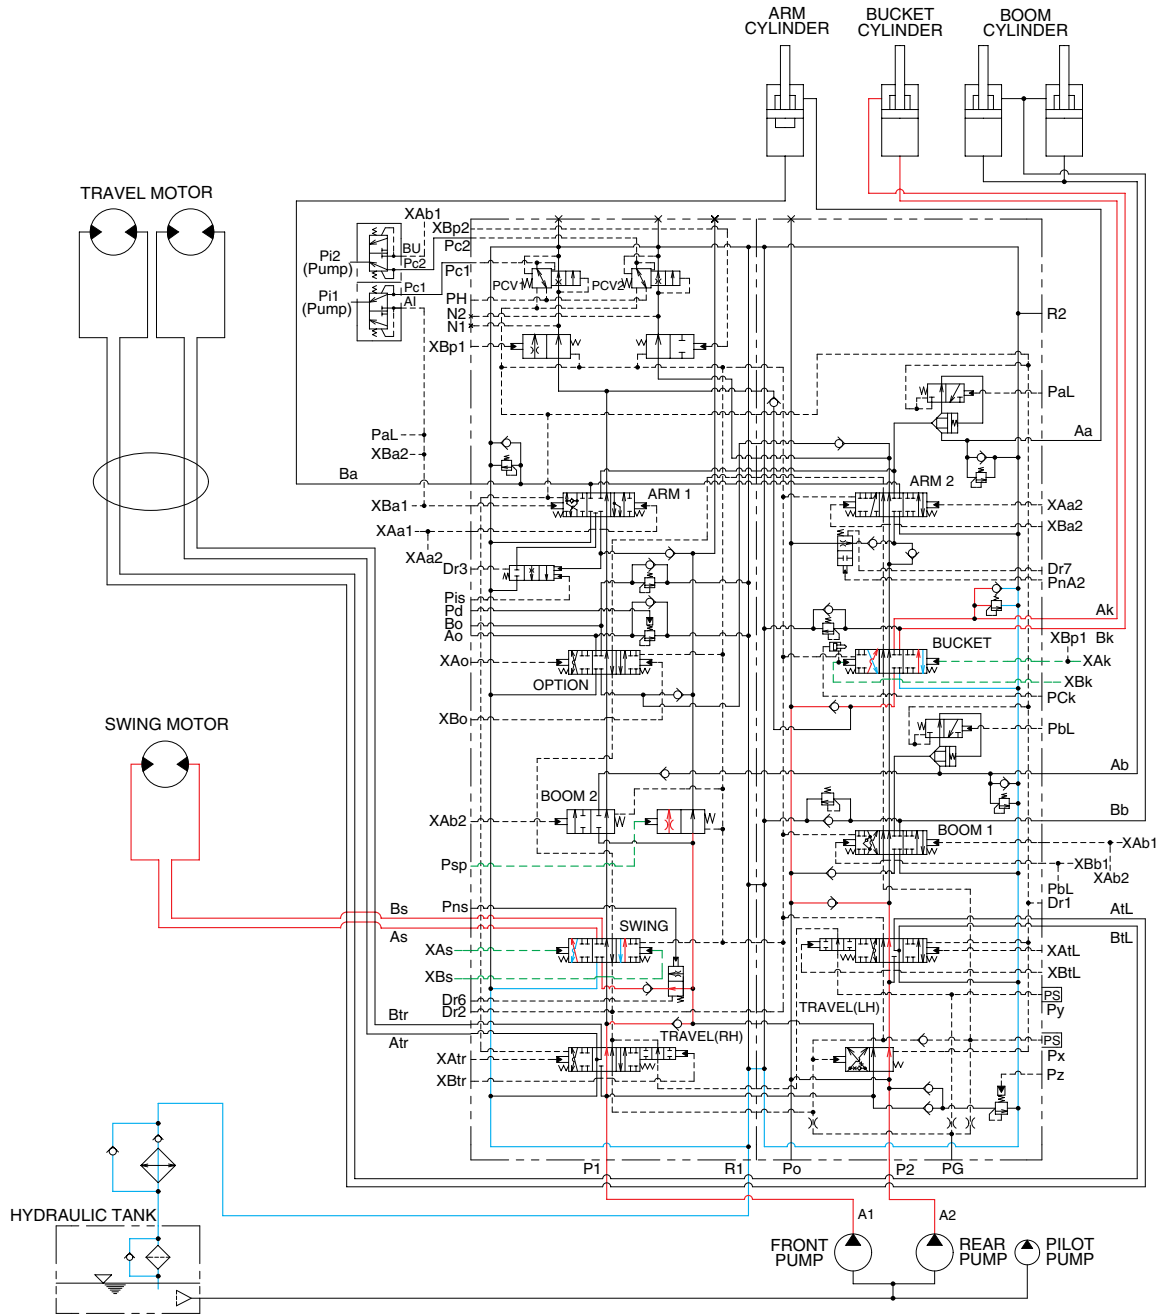 ARM
CYLINDER
BUCKET
CYLINDER
BOOM
CYLINDER
TRAVEL MOTOR
XAb1
XBp2
Pc2
BU
Pi2
(Pump)
Pc2
Pc1
Pc1
Pi1
(Pump)
AI
PCV1
PCV2
PH
N2
N1
R2
XBp1
PaL
Aa
PaL
XBa2
Ba
ARM 1
ARM 2
XBa1
XAa2
XAa1
XBa2
XAa2
Dr3
Dr7
PnA2
Pis
Pd
Bo
Ao
Ak
XBp1 Bk
BUCKET
XAo
XAk
OPTION
XBk
PCk
XBo
SWING MOTOR
PbL
Ab
BOOM 2
Bb
XAb2
BOOM 1
XAb1
Psp
XBb1
XAb2
PbL
Dr1
Pns
Bs
AtL
SWING
As
BtL
XAs
XAtL
XBs
XBtL
Dr6
Dr2
PS
Py
TRAVEL(LH)
Btr
Atr
TRAVEL(RH)
PS
Px
XAtr
XBtr
Pz
P1
R1
Po
P2
PG
HYDRAULIC TANK
A1
A2
FRONT
PUMP
REAR
PUMP
PILOT
PUMP